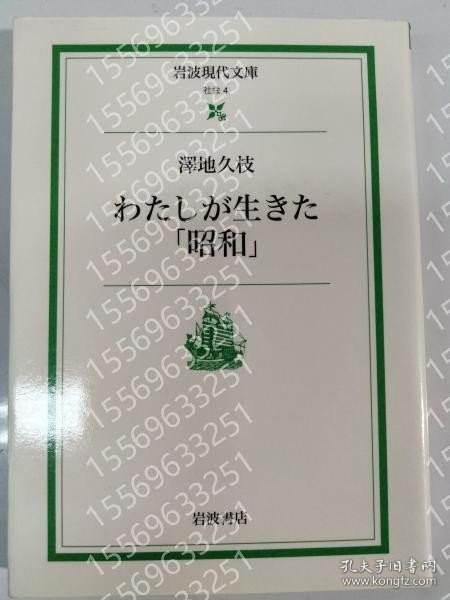 岩波現代文庫
社会 4
澤地久枝
わたしが生きた
「昭和」
岩波書店
15569633251
孔夫子旧书网
www.kongfz.com